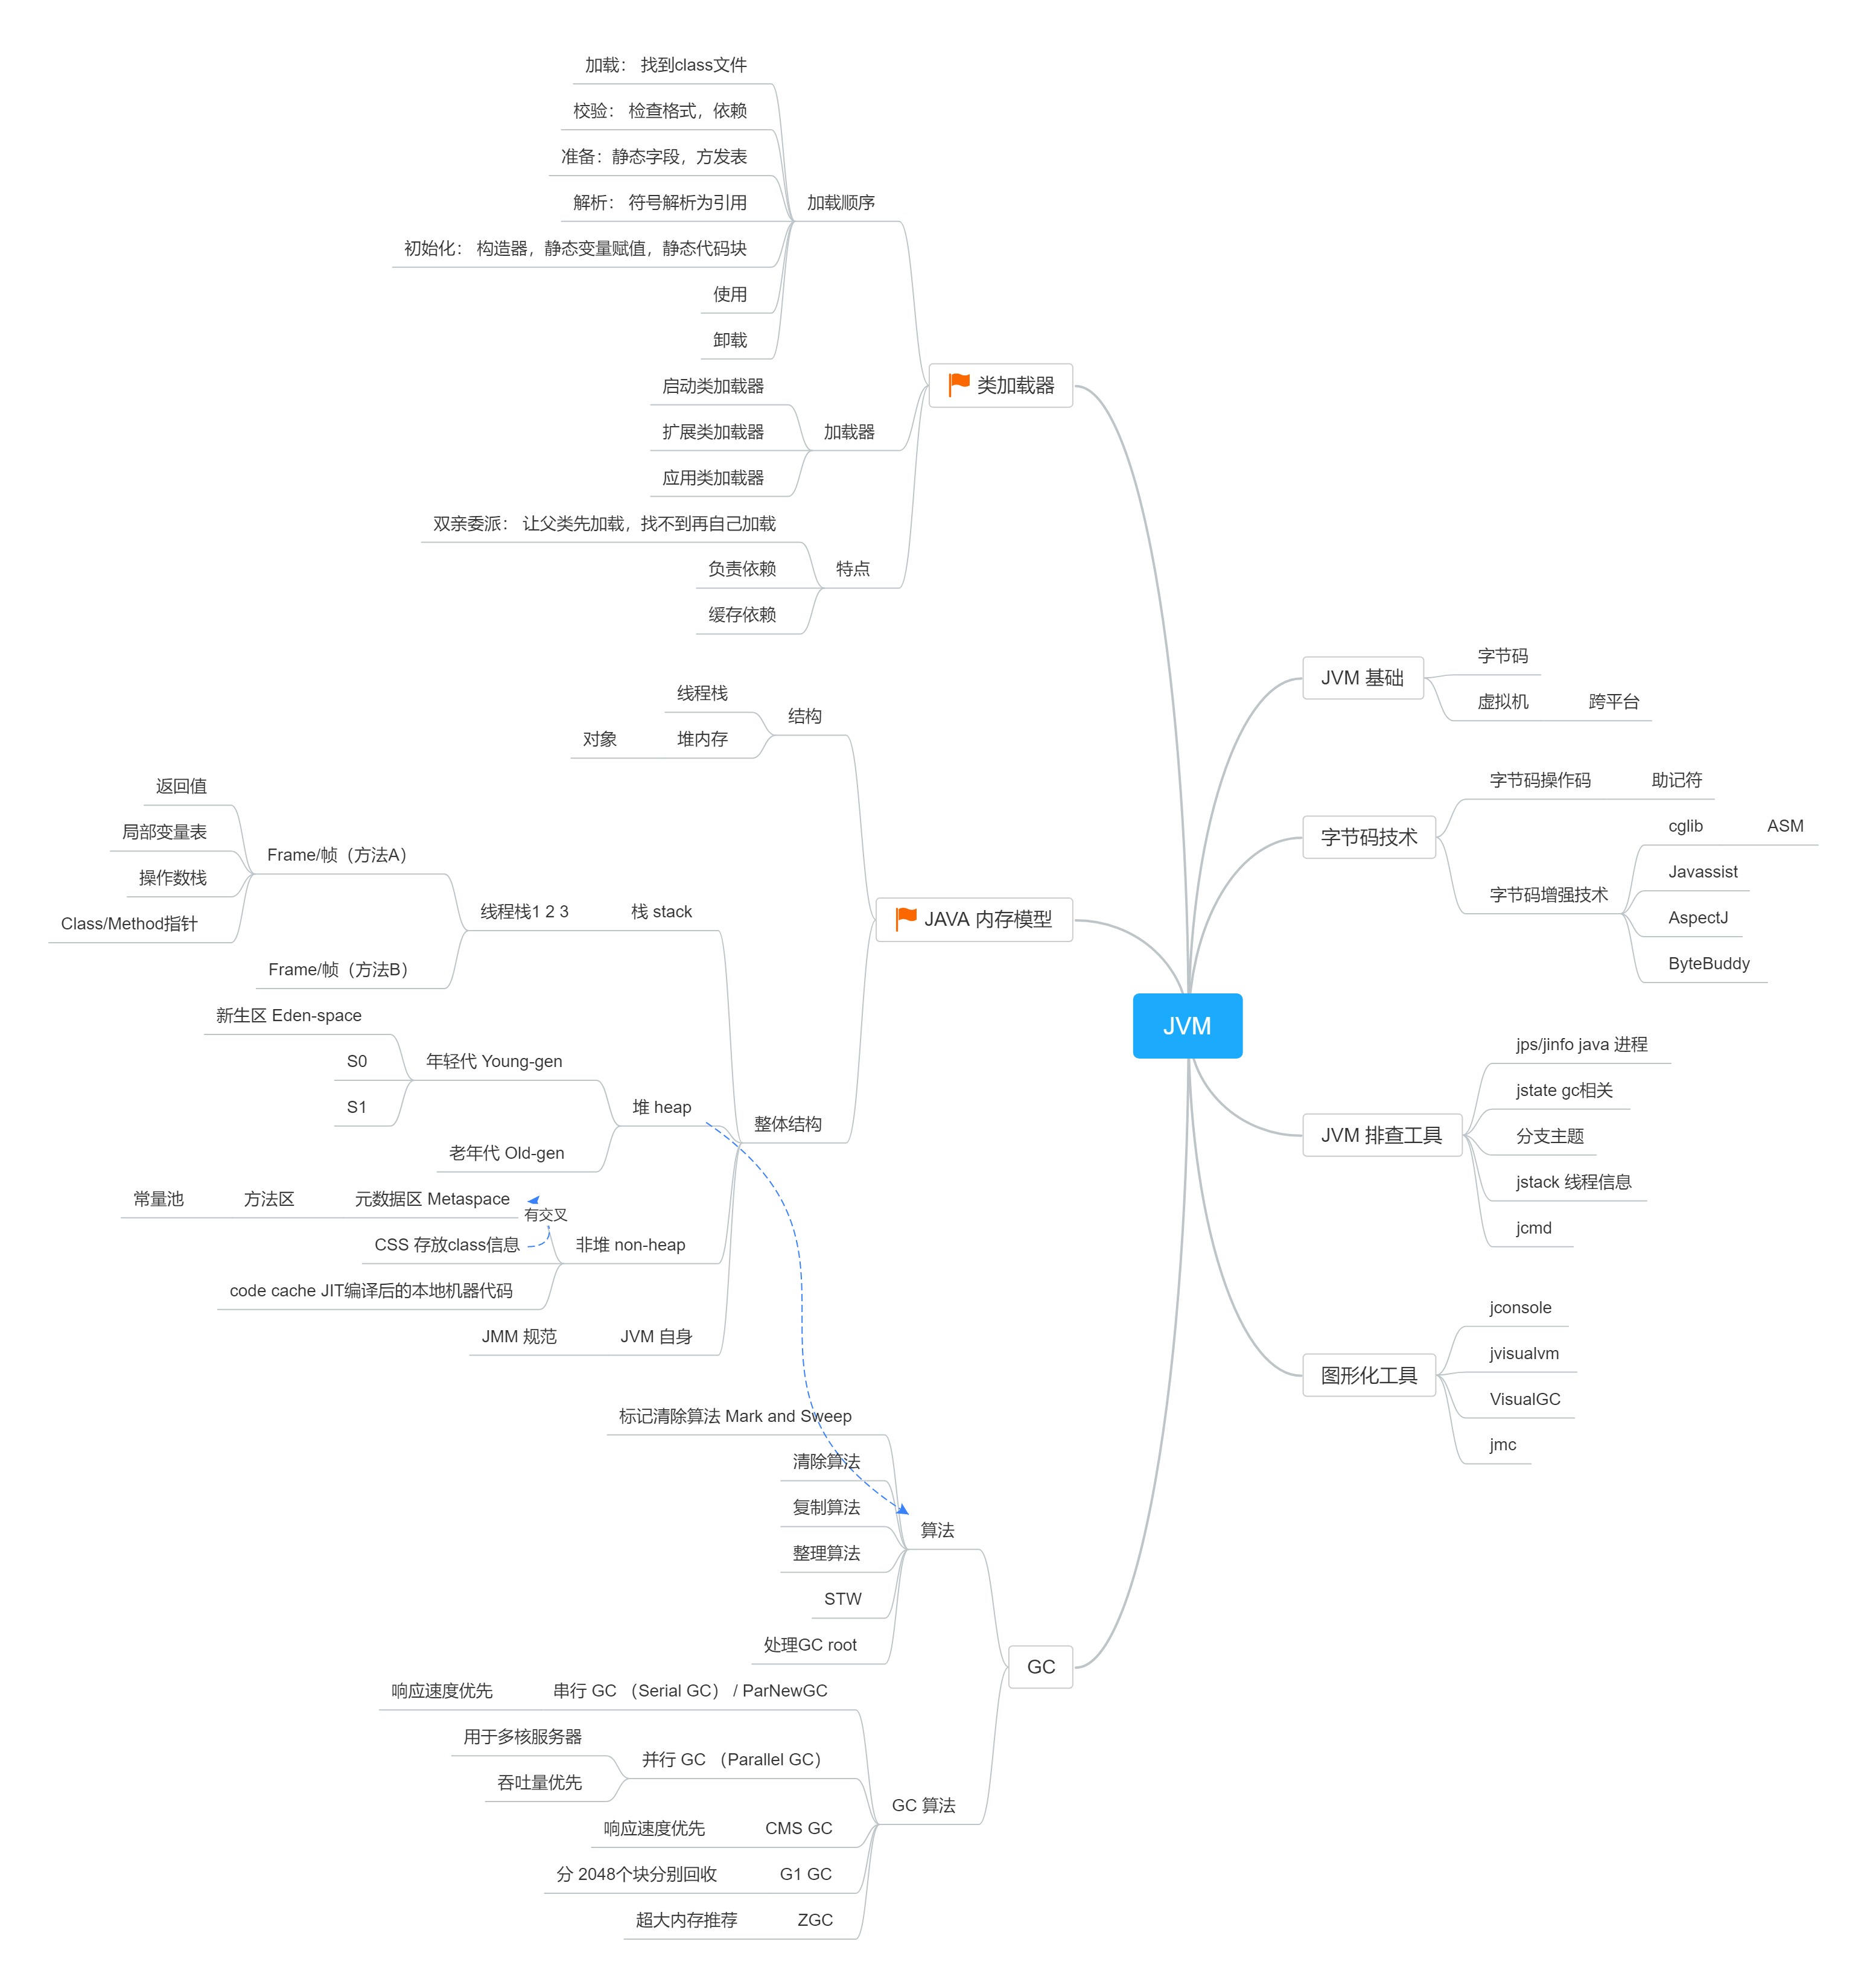 JVM
JVM 基础
字节码
虚拟机
跨平台
字节码技术
字节码操作码
助记符
字节码增强技术
cglib
ASM
Javassist
AspectJ
ByteBuddy
JVM 排查工具
jps/jinfo java 进程
jstate gc相关
分支主题
jstack 线程信息
jcmd
图形化工具
jconsole
jvisualvm
VisualGC
jmc
类加载器
加载顺序
加载： 找到class文件
校验： 检查格式，依赖
准备：静态字段，方发表
解析： 符号解析为引用
初始化： 构造器，静态变量赋值，静态代码块
使用
卸载
加载器
启动类加载器
扩展类加载器
应用类加载器
特点
双亲委派： 让父类先加载，找不到再自己加载
负责依赖
缓存依赖
JAVA 内存模型
结构
线程栈
堆内存
对象
整体结构
栈 stack
线程栈1 2 3
Frame/帧（方法A）
返回值
局部变量表
操作数栈
Class/Method指针
Frame/帧（方法B）
堆 heap
年轻代 Young-gen
新生区 Eden-space
S0
S1
老年代 Old-gen
非堆 non-heap
元数据区 Metaspace
方法区
常量池
有交叉
CSS 存放class信息
code cache JIT编译后的本地机器代码
JVM 自身
JMM 规范
GC
算法
标记清除算法 Mark and Sweep
清除算法
复制算法
整理算法
STW
处理GC root
GC 算法
串行 GC （Serial GC） / ParNewGC
响应速度优先
并行 GC （Parallel GC）
用于多核服务器
吞吐量优先
CMS GC
响应速度优先
G1 GC
分 2048个块分别回收
ZGC
超大内存推荐